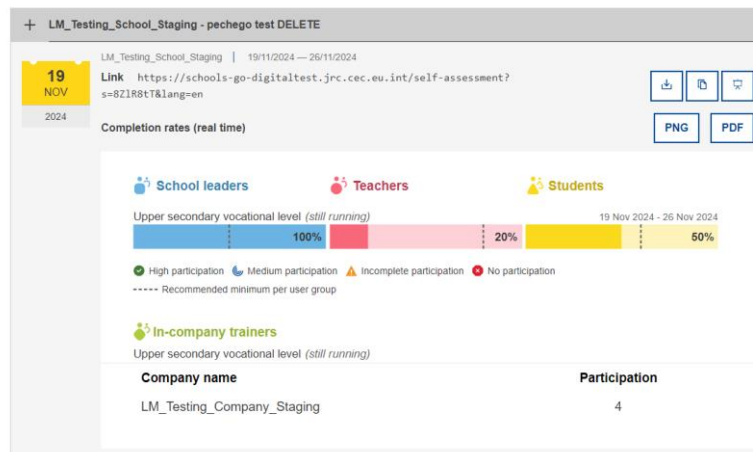 LM_Testing_School_Staging - pechego test DELETE
19
NOV
2024
LM_Testing_School_Staging | 19/11/2024 — 26/11/2024
Link https://schools-go-digitaltest.jrc.cec.eu.int/self-assessment?
s=8ZlR8tT&lang=en
Completion rates (real time)
PNG PDF
School leaders Teachers Students
Upper secondary vocational level (still running) 19 Nov 2024 - 26 Nov 2024
100% 20% 50%
High participation Medium participation Incomplete participation No participation
----- Recommended minimum per user group
In-company trainers
Upper secondary vocational level (still running)
Company name Participation
LM_Testing_Company_Staging 4